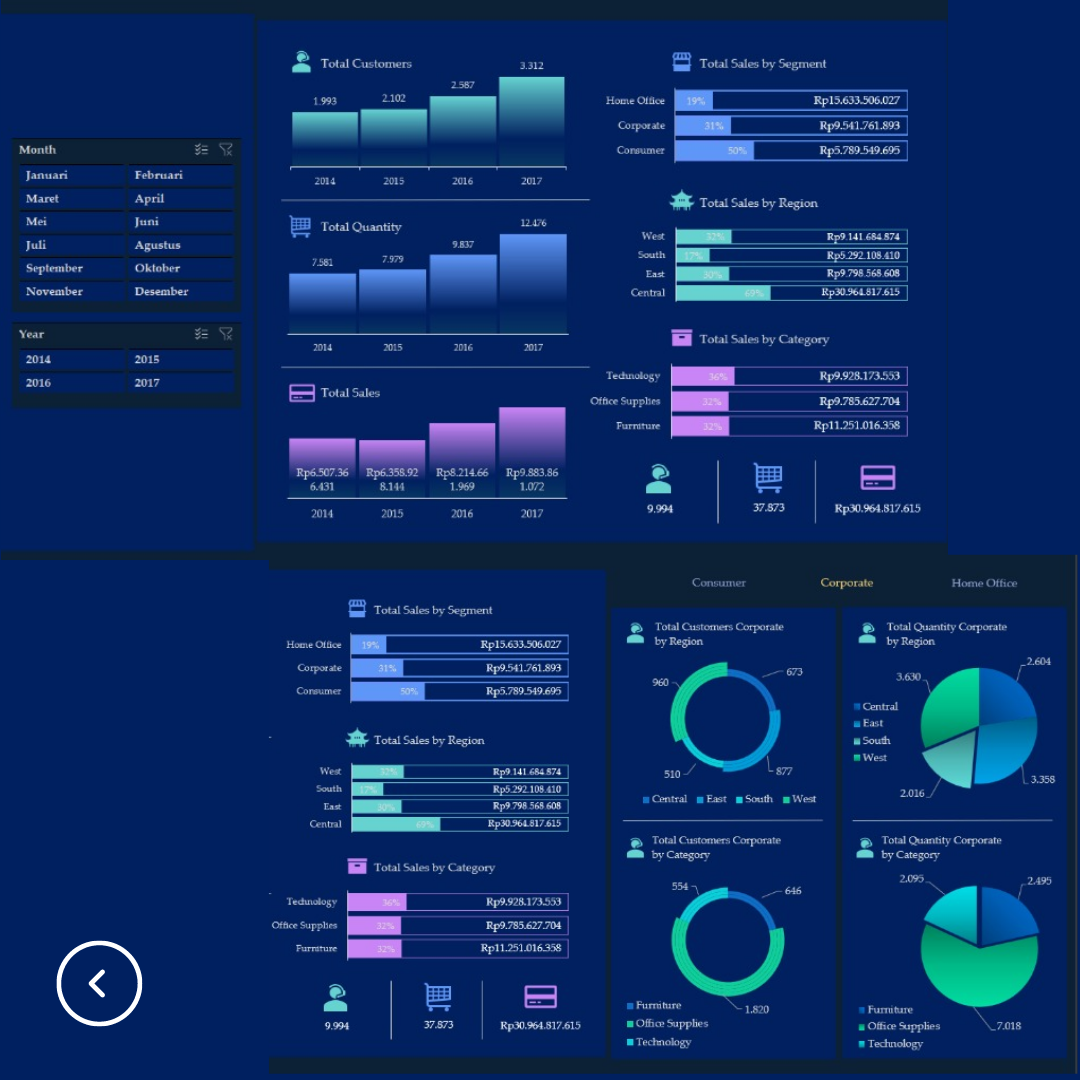 Month
Januari
Februari
Maret
April
Mei
Juni
Juli
Agustus
September
Oktober
November
Desember
Year
2014
2015
2016
2017
Total Customers
1.993
2.102
2.587
3.312
2014
2015
2016
2017
Total Quantity
7.581
7.979
9.837
12.476
2014
2015
2016
2017
Total Sales
Rp6.507.36
6.431
Rp6.358.92
8.144
Rp8.214.66
1.969
Rp9.883.86
1.072
2014
2015
2016
2017
Total Sales by Segment
Home Office 19% Rp15.633.506.027
Corporate 31% Rp9.541.761.893
Consumer 50% Rp5.789.549.695
Total Sales by Region
West 32% Rp9.141.684.874
South 17% Rp5.292.108.410
East 30% Rp9.798.568.608
Central 69% Rp30.964.817.615
Total Sales by Category
Technology 36% Rp9.928.173.553
Office Supplies 32% Rp9.785.627.704
Furniture 32% Rp11.251.016.358
9.994
37.873
Rp30.964.817.615
Total Sales by Segment
Home Office 19% Rp15.633.506.027
Corporate 31% Rp9.541.761.893
Consumer 50% Rp5.789.549.695
Total Sales by Region
West 32% Rp9.141.684.874
South 17% Rp5.292.108.410
East 30% Rp9.798.568.608
Central 69% Rp30.964.817.615
Total Sales by Category
Technology 36% Rp9.928.173.553
Office Supplies 32% Rp9.785.627.704
Furniture 32% Rp11.251.016.358
9.994
37.873
Rp30.964.817.615
Consumer
Corporate
Home Office
Total Customers Corporate
by Region
960
673
510
877
Central
East
South
West
Total Quantity Corporate
by Region
2.604
3.630
Central
East
South
West
2.016
3.358
Total Customers Corporate
by Category
554
646
1.820
Furniture
Office Supplies
Technology
Total Quantity Corporate
by Category
2.095
2.495
7.018
Furniture
Office Supplies
Technology